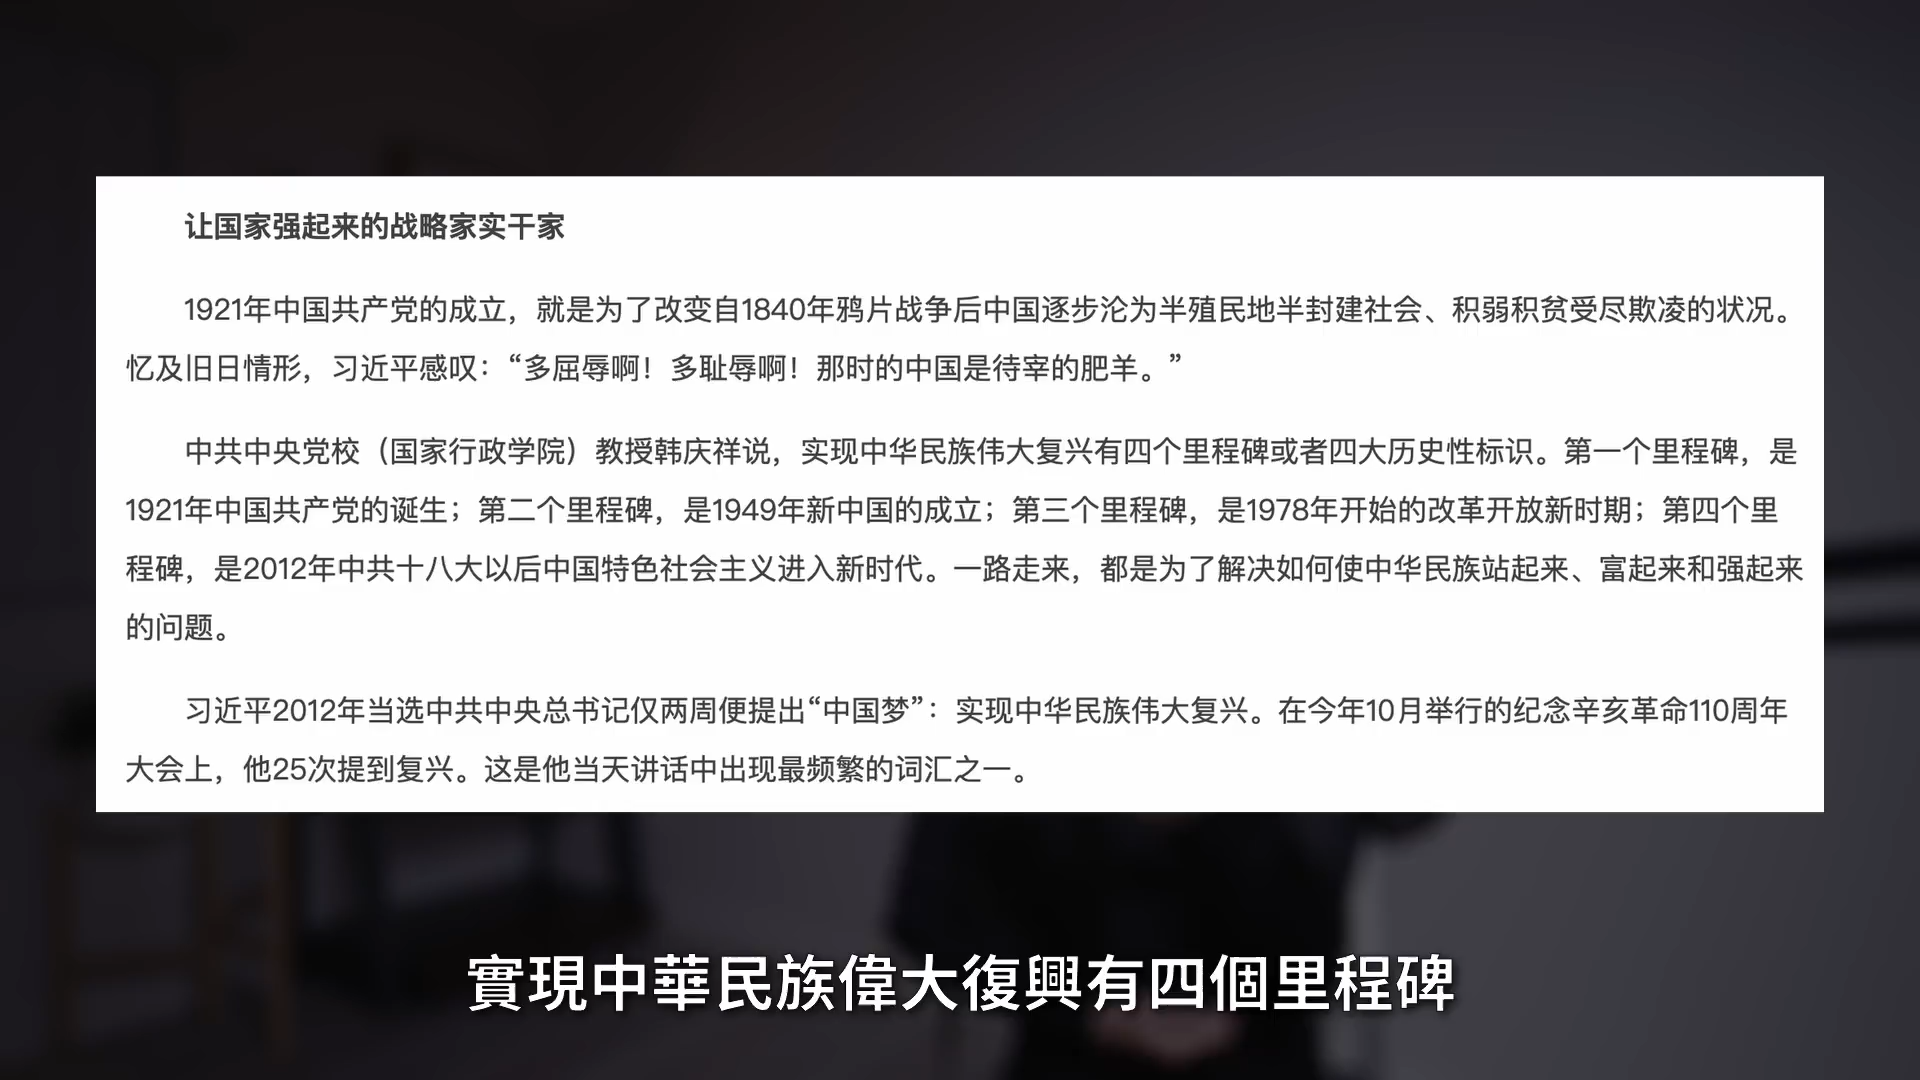 让国家强起来的战略家实干家
1921年中国共产党的成立，就是为了改变自1840年鸦片战争后中国逐步沦为半殖民地半封建社会、积弱积贫受尽欺凌的状况。
忆及旧日情形，习近平感叹：“多屈辱啊！多耻辱啊！那时的中国是待宰的肥羊。”
中共中央党校（国家行政学院）教授韩庆祥说，实现中华民族伟大复兴有四个里程碑或者四大历史性标识。第一个里程碑，是
1921年中国共产党的诞生；第二个里程碑，是1949年新中国的成立；第三个里程碑，是1978年开始的改革开放新时期；第四个里
程碑，是2012年中共十八大以后中国特色社会主义进入新时代。一路走来，都是为了解决如何使中华民族站起来、富起来和强起来
的问题。
习近平2012年当选中共中央总书记仅两周便提出“中国梦”：实现中华民族伟大复兴。在今年10月举行的纪念辛亥革命110周年
大会上，他25次提到复兴。这是他当天讲话中出现最频繁的词汇之一。
實現中華民族偉大復興有四個里程碑